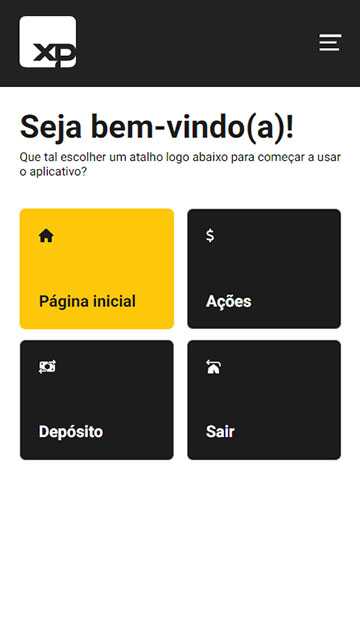 xp
Seja bem-vindo(a)!
Que tal escolher um atalho logo abaixo para começar a usar
o aplicativo?
Página inicial
Ações
Depósito
Sair